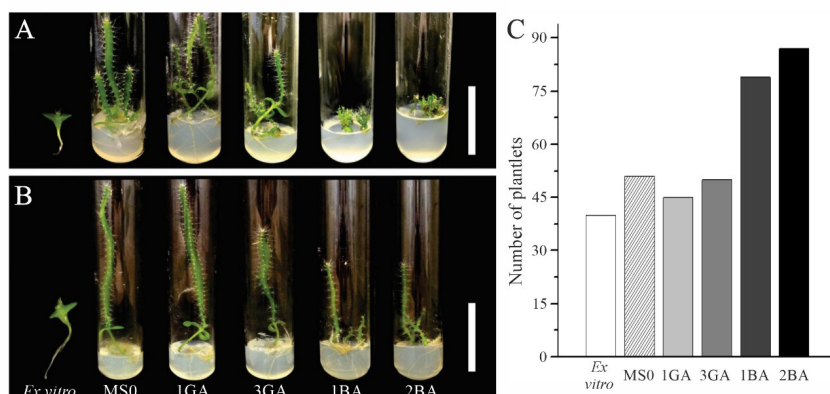 A
B
Ex vitro MS0 1GA 3GA 1BA 2BA
C
Number of plantlets
90
75
60
45
30
15
0
Ex
vitro
MS0 1GA 3GA 1BA 2BA